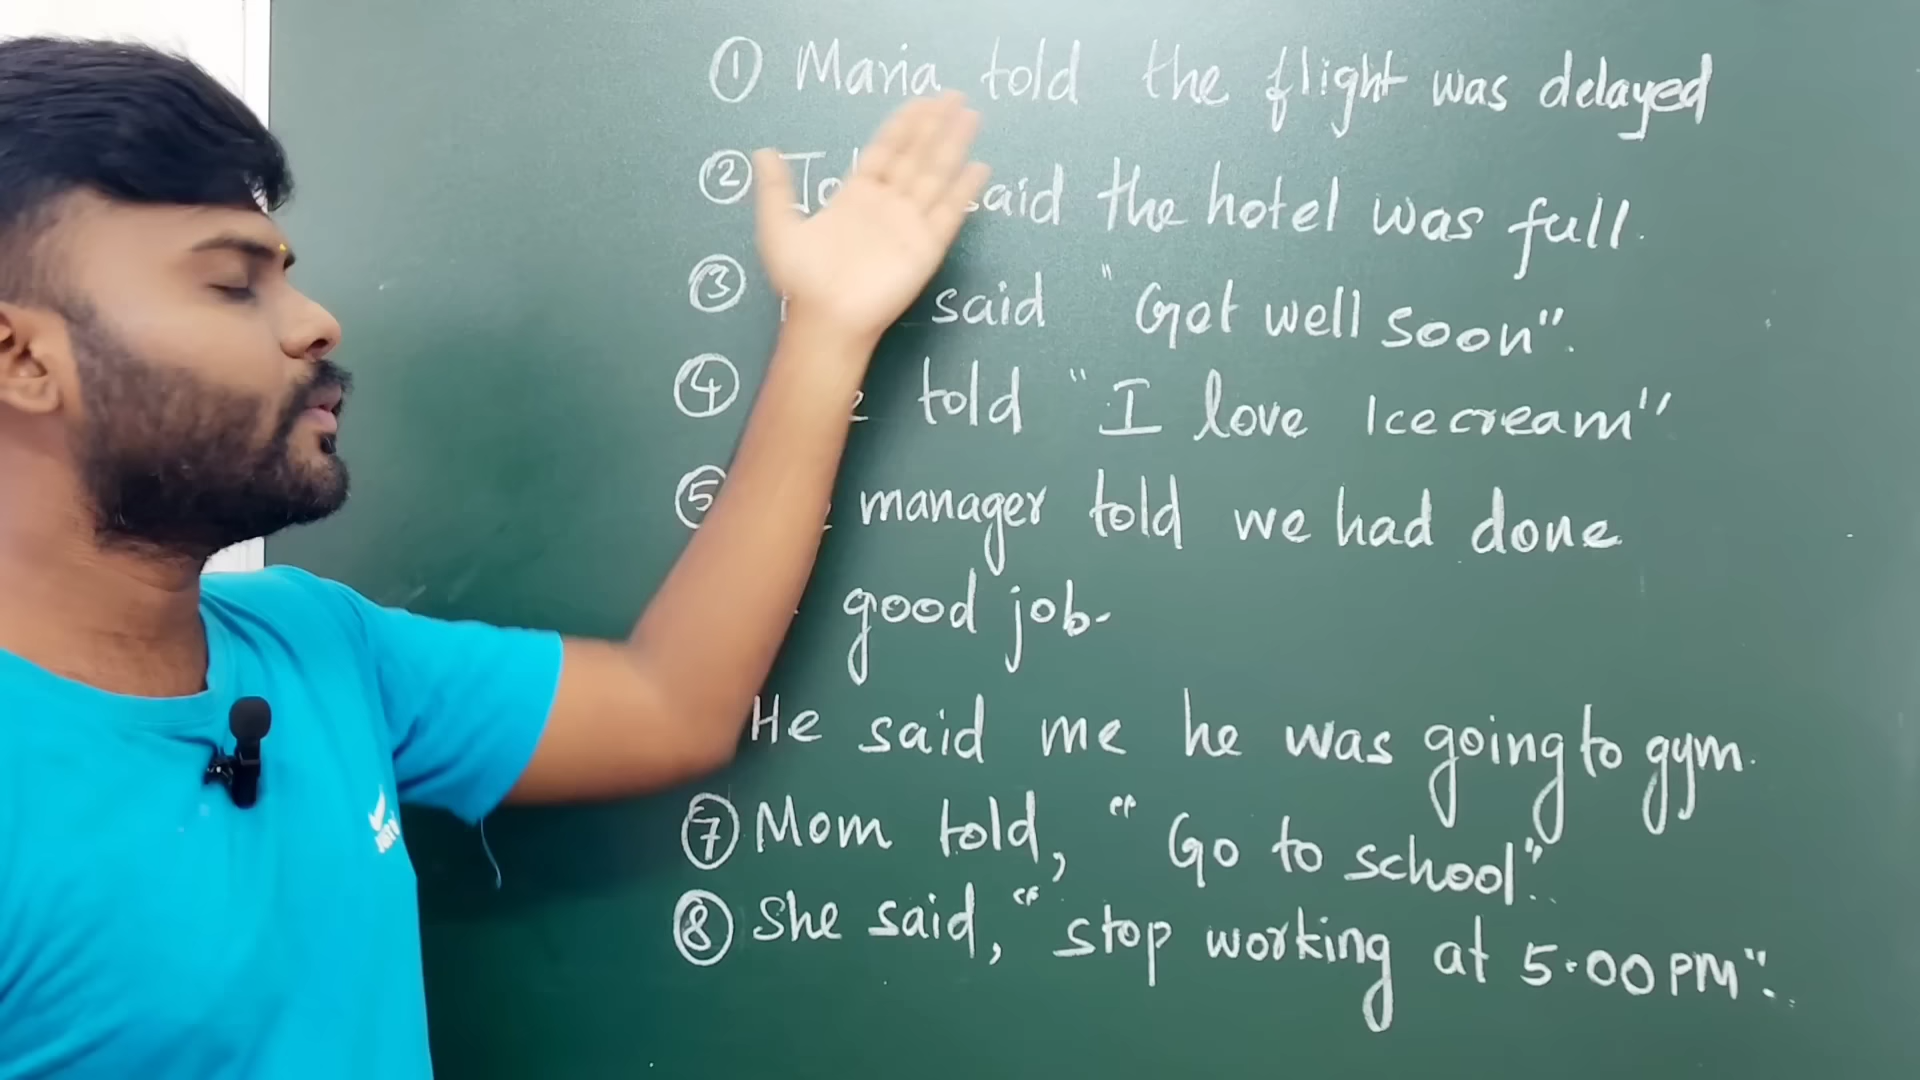 ① Maria told the flight was delayed
② said the hotel was full.
③ said "Get well soon".
④ told "I love Icecream"
⑤ manager told we had done
good job.
He said me he was going to gym.
⑦ Mom told, "Go to school".
⑧ She said, "stop working at 5.00 PM".